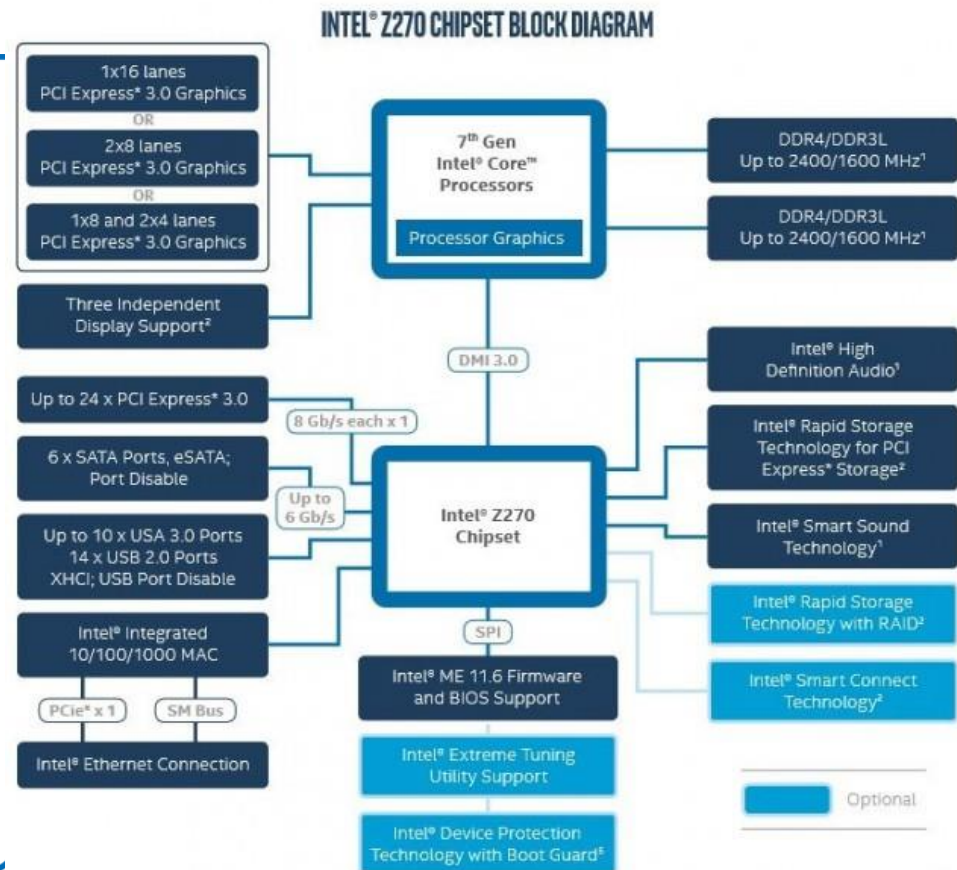 INTEL® Z270 CHIPSET BLOCK DIAGRAM
1x16 lanes
PCI Express* 3.0 Graphics
OR
2x8 lanes
PCI Express* 3.0 Graphics
OR
1x8 and 2x4 lanes
PCI Express* 3.0 Graphics
Three Independent
Display Support²
7th Gen
Intel® Core™
Processors
Processor Graphics
DDR4/DDR3L
Up to 2400/1600 MHz¹
DDR4/DDR3L
Up to 2400/1600 MHz¹
DMI 3.0
Up to 24 x PCI Express* 3.0
8 Gb/s each x 1
6 x SATA Ports, eSATA;
Port Disable
Up to
6 Gb/s
Up to 10 x USA 3.0 Ports
14 x USB 2.0 Ports
XHCI; USB Port Disable
Intel® Integrated
10/100/1000 MAC
PCIe* x 1
SM Bus
Intel® Ethernet Connection
Intel® Z270
Chipset
SPI
Intel® ME 11.6 Firmware
and BIOS Support
Intel® Extreme Tuning
Utility Support
Intel® Device Protection
Technology with Boot Guard⁵
Intel® High
Definition Audio¹
Intel® Rapid Storage
Technology for PCI
Express* Storage²
Intel® Smart Sound
Technology¹
Intel® Rapid Storage
Technology with RAID²
Intel® Smart Connect
Technology²
Optional